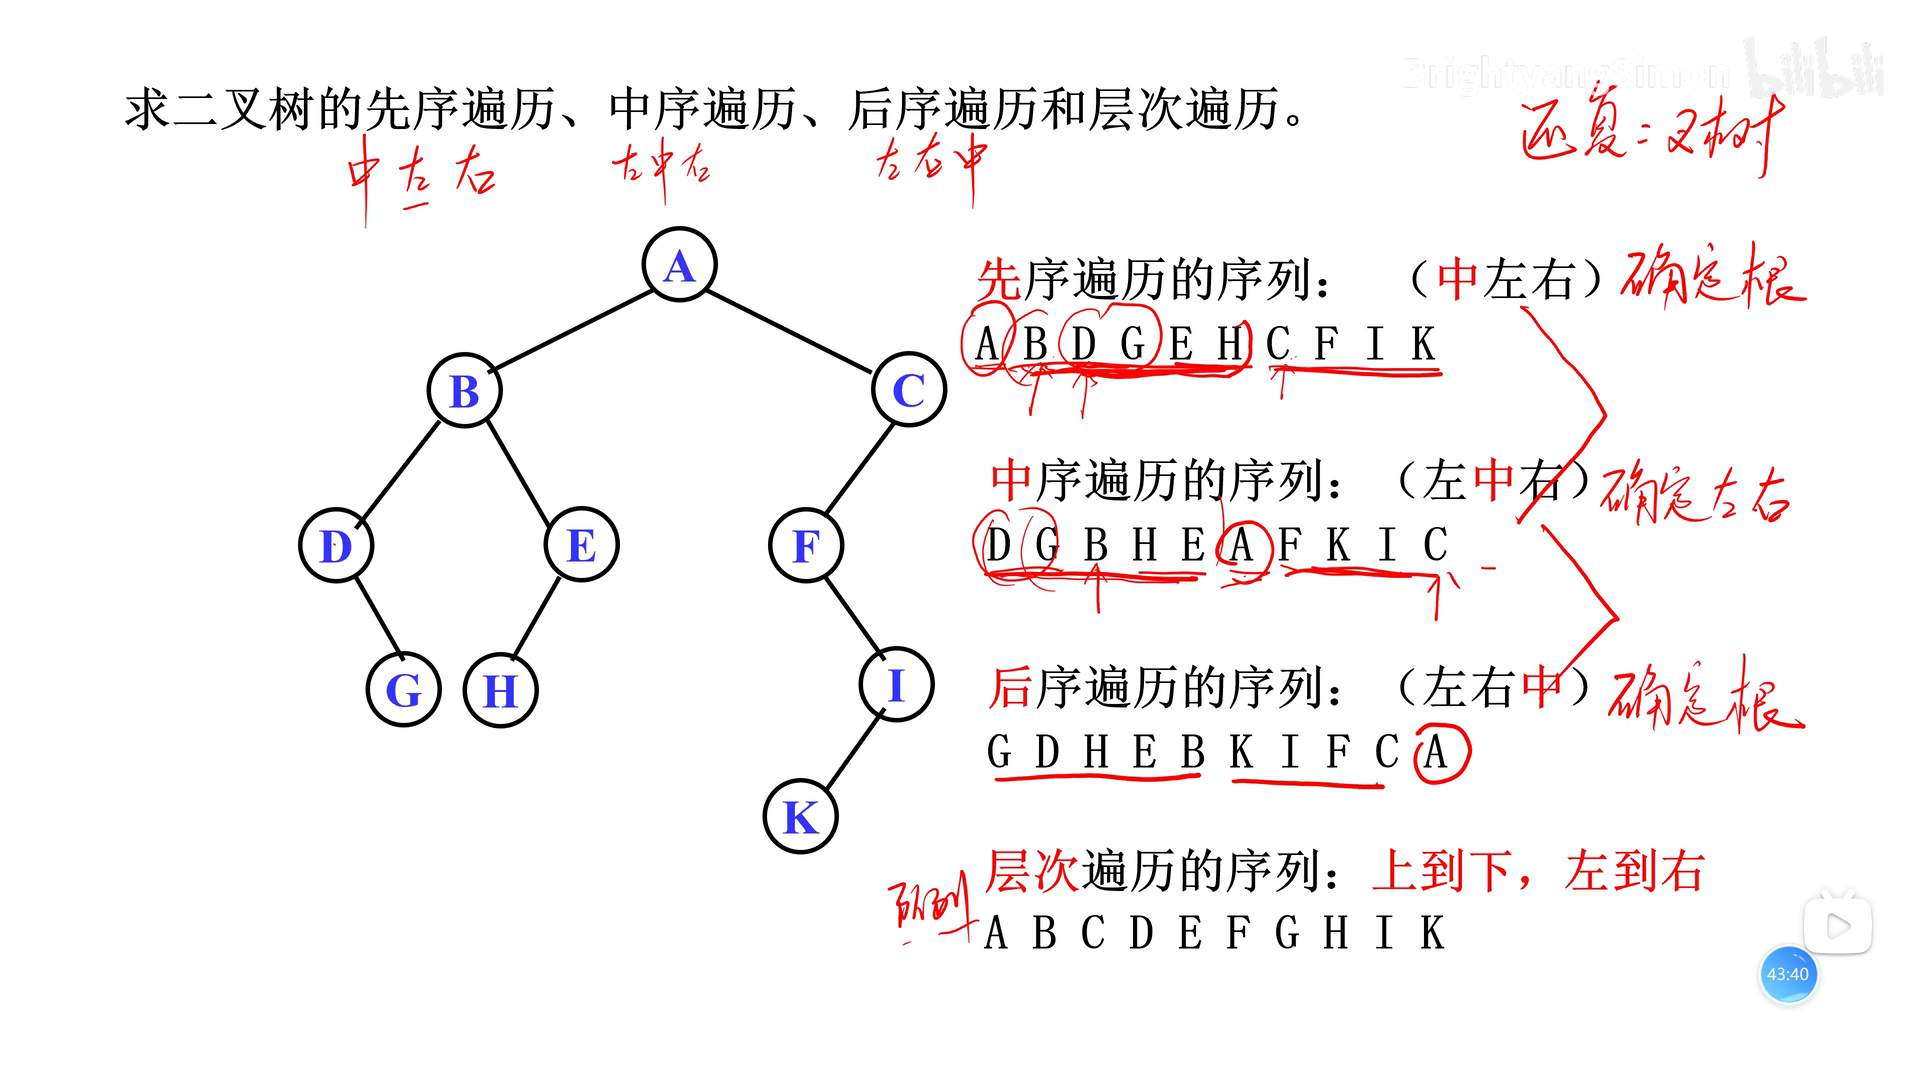 BrightyangSimon bilibili
求二叉树的先序遍历、中序遍历、后序遍历和层次遍历。
还复二叉树
中左右 左中右 左右中
A
B
C
D
E
F
G
H
I
K
先序遍历的序列： （中左右） 确定根
A B D G E H C F I K
中序遍历的序列： （左中右） 确定左右
D G B H E A F K I C
后序遍历的序列： （左右中） 确定根
G D H E B K I F C A
层次遍历的序列：上到下，左到右
A B C D E F G H I K
43:40